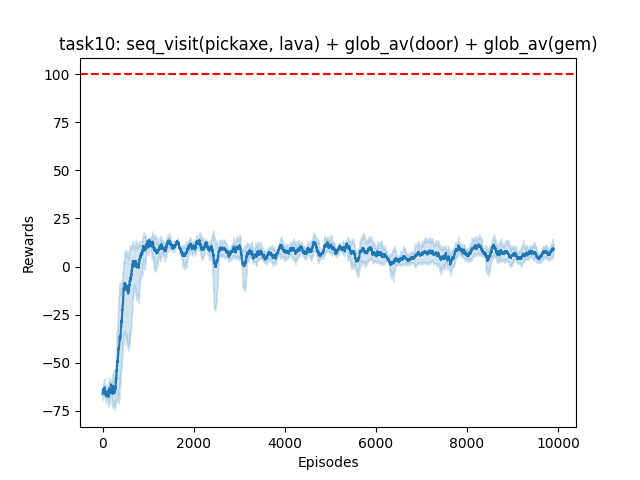 task10: seq_visit(pickaxe, lava) + glob_av(door) + glob_av(gem)
100
75
50
25
0
−25
−50
−75
Rewards
0 2000 4000 6000 8000 10000
Episodes